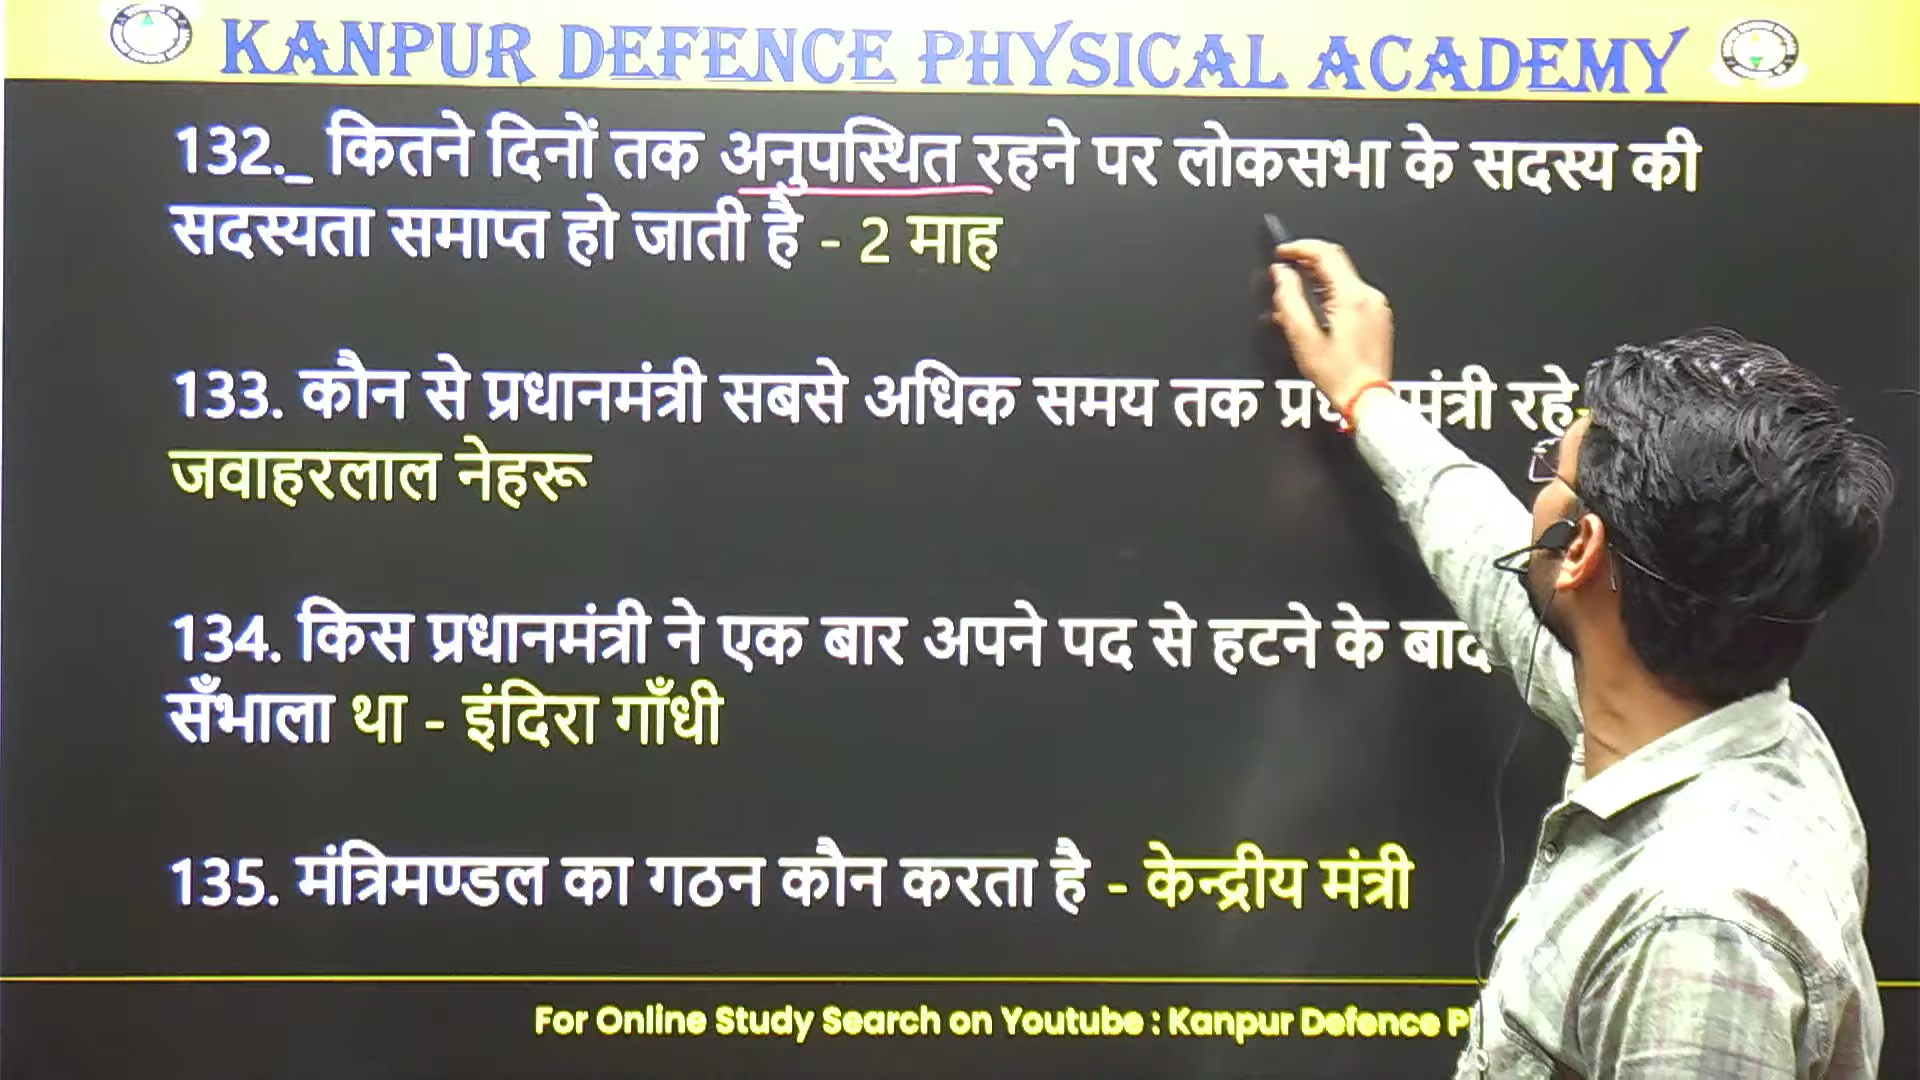 KANPUR DEFENCE PHYSICAL ACADEMY
132._ कितने दिनों तक अनुपस्थित रहने पर लोकसभा के सदस्य की
सदस्यता समाप्त हो जाती है - 2 माह
133. कौन से प्रधानमंत्री सबसे अधिक समय तक रहे-
जवाहरलाल नेहरू
134. किस प्रधानमंत्री ने एक बार अपने पद से हटने के बाद
सँभाला था - इंदिरा गाँधी
135. मंत्रिमण्डल का गठन कौन करता है - केन्द्रीय मंत्री
For Online Study Search on Youtube : Kanpur Defence